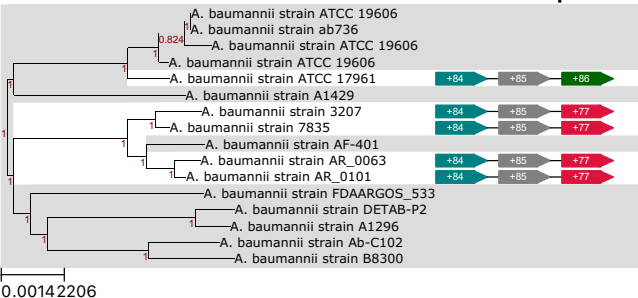 A. baumannii strain ATCC 19606
1
A. baumannii strain ab736
0.824
A. baumannii strain ATCC 19606
1
A. baumannii strain ATCC 19606
1
A. baumannii strain ATCC 17961 +84 +85 +86
1
A. baumannii strain A1429
A. baumannii strain 3207 +84 +85 +77
1
A. baumannii strain 7835 +84 +85 +77
1
1
A. baumannii strain AF-401
1
A. baumannii strain AR_0063 +84 +85 +77
1
1
A. baumannii strain AR_0101 +84 +85 +77
A. baumannii strain FDAARGOS_533
A. baumannii strain DETAB-P2
1
1
A. baumannii strain A1296
1
A. baumannii strain Ab-C102
1
A. baumannii strain B8300
0.00142206